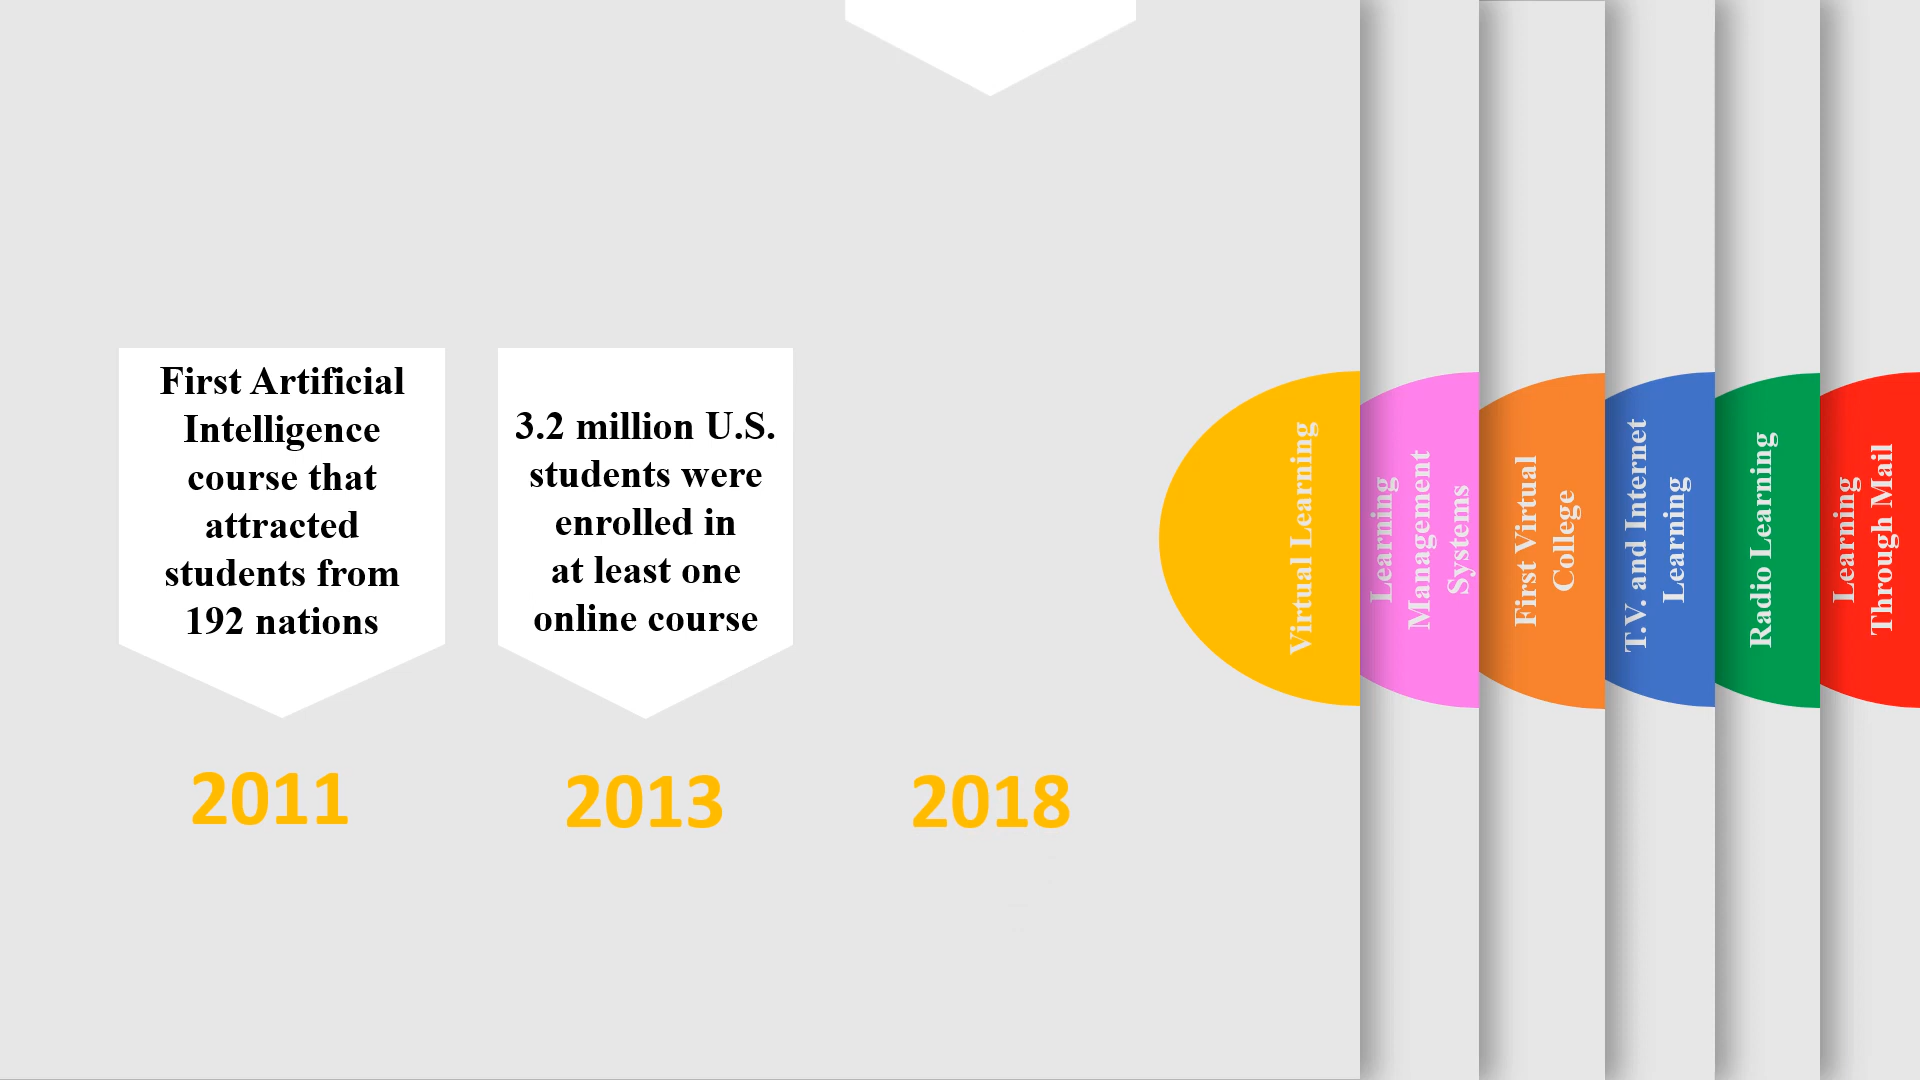 First Artificial
Intelligence
course that
attracted
students from
192 nations
3.2 million U.S.
students were
enrolled in
at least one
online course
2011
2013
2018
Virtual Learning
Learning
Management
Systems
First Virtual
College
T.V. and Internet
Learning
Radio Learning
Learning
Through Mail